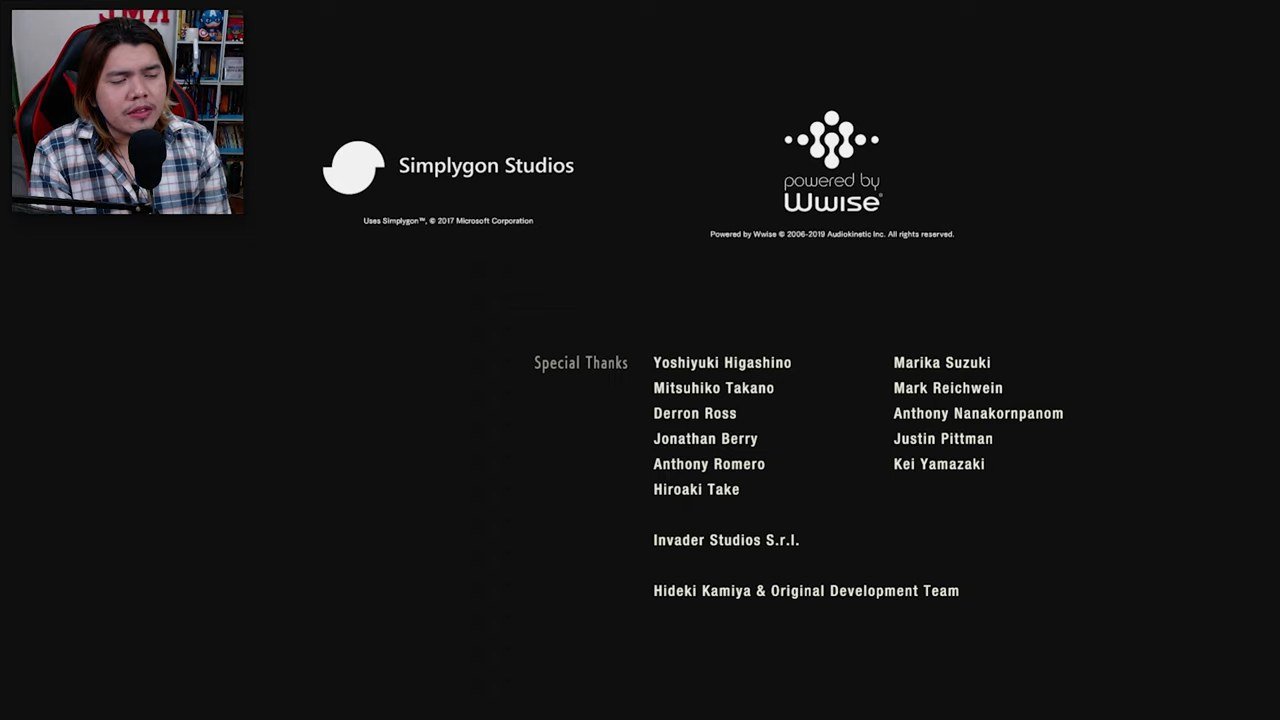 Simplygon Studios
Uses Simplygon™, © 2017 Microsoft Corporation
powered by
Wwise®
Powered by Wwise © 2006-2019 Audiokinetic Inc. All rights reserved.
Special Thanks
Yoshiyuki Higashino Marika Suzuki
Mitsuhiko Takano Mark Reichwein
Derron Ross Anthony Nanakornpanom
Jonathan Berry Justin Pittman
Anthony Romero Kei Yamazaki
Hiroaki Take
Invader Studios S.r.l.
Hideki Kamiya & Original Development Team